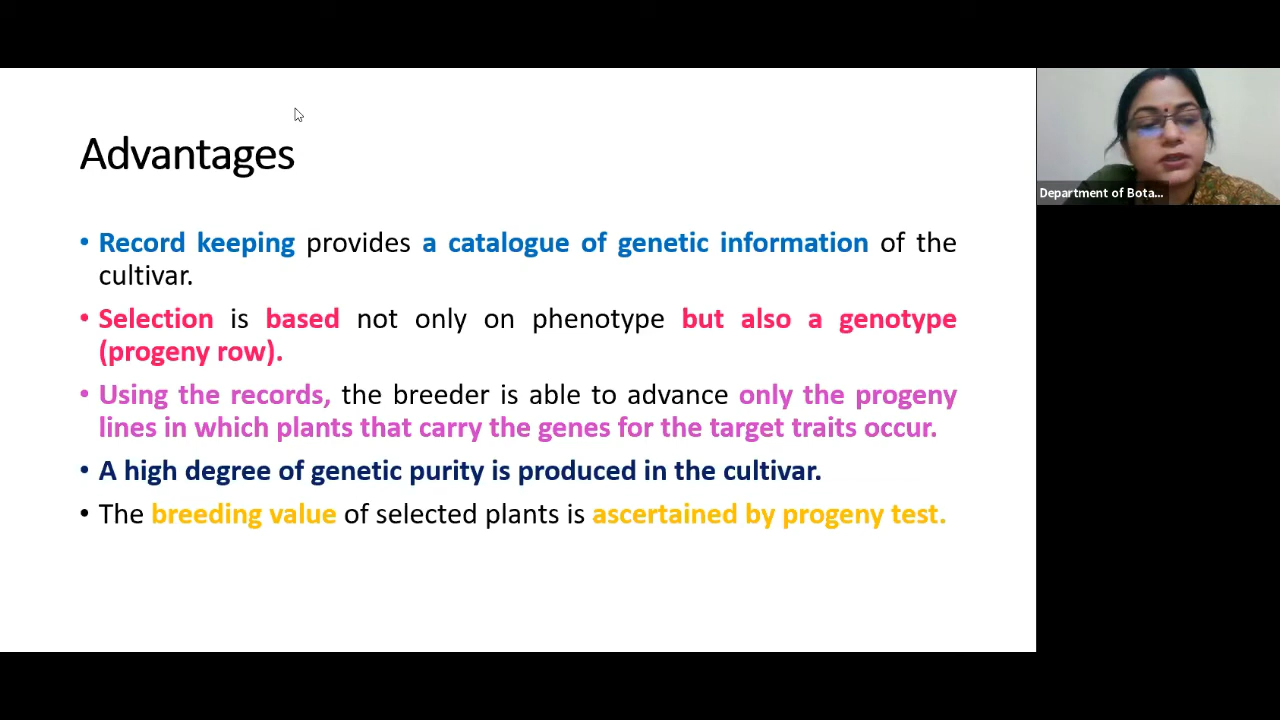 Advantages
• Record keeping provides a catalogue of genetic information of the
cultivar.
• Selection is based not only on phenotype but also a genotype
(progeny row).
• Using the records, the breeder is able to advance only the progeny
lines in which plants that carry the genes for the target traits occur.
• A high degree of genetic purity is produced in the cultivar.
• The breeding value of selected plants is ascertained by progeny test.
Department of Bota...